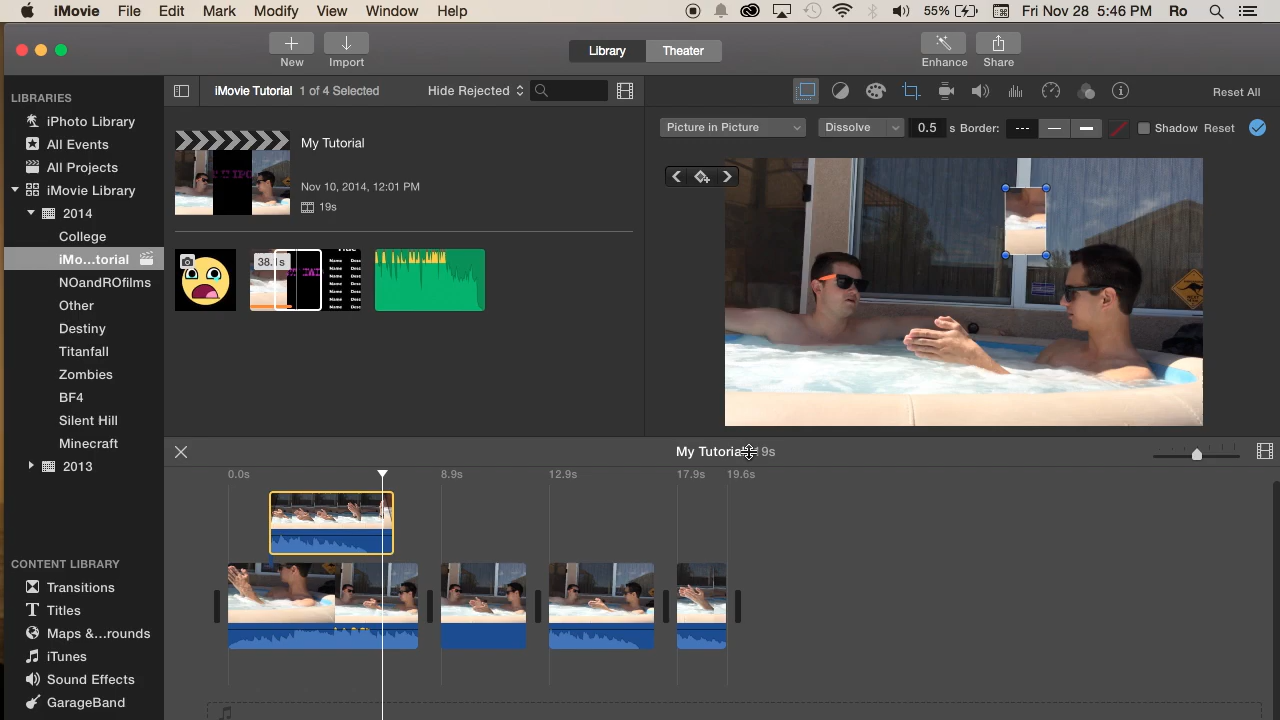 iMovie File Edit Mark Modify View Window Help 55% Fri Nov 28 5:46 PM Ro
New Import Library Theater Enhance Share
LIBRARIES
iPhoto Library
All Events
All Projects
iMovie Library
2014
College
iMo...torial
NOandROfilms
Other
Destiny
Titanfall
Zombies
BF4
Silent Hill
Minecraft
2013
CONTENT LIBRARY
Transitions
Titles
Maps &...rounds
iTunes
Sound Effects
GarageBand
iMovie Tutorial 1 of 4 Selected Hide Rejected
My Tutorial
Nov 10, 2014, 12:01 PM
19s
Reset All
Picture in Picture Dissolve 0.5 s Border: Shadow Reset
My Tutorial 19s
0.0s 8.9s 12.9s 17.9s 19.6s